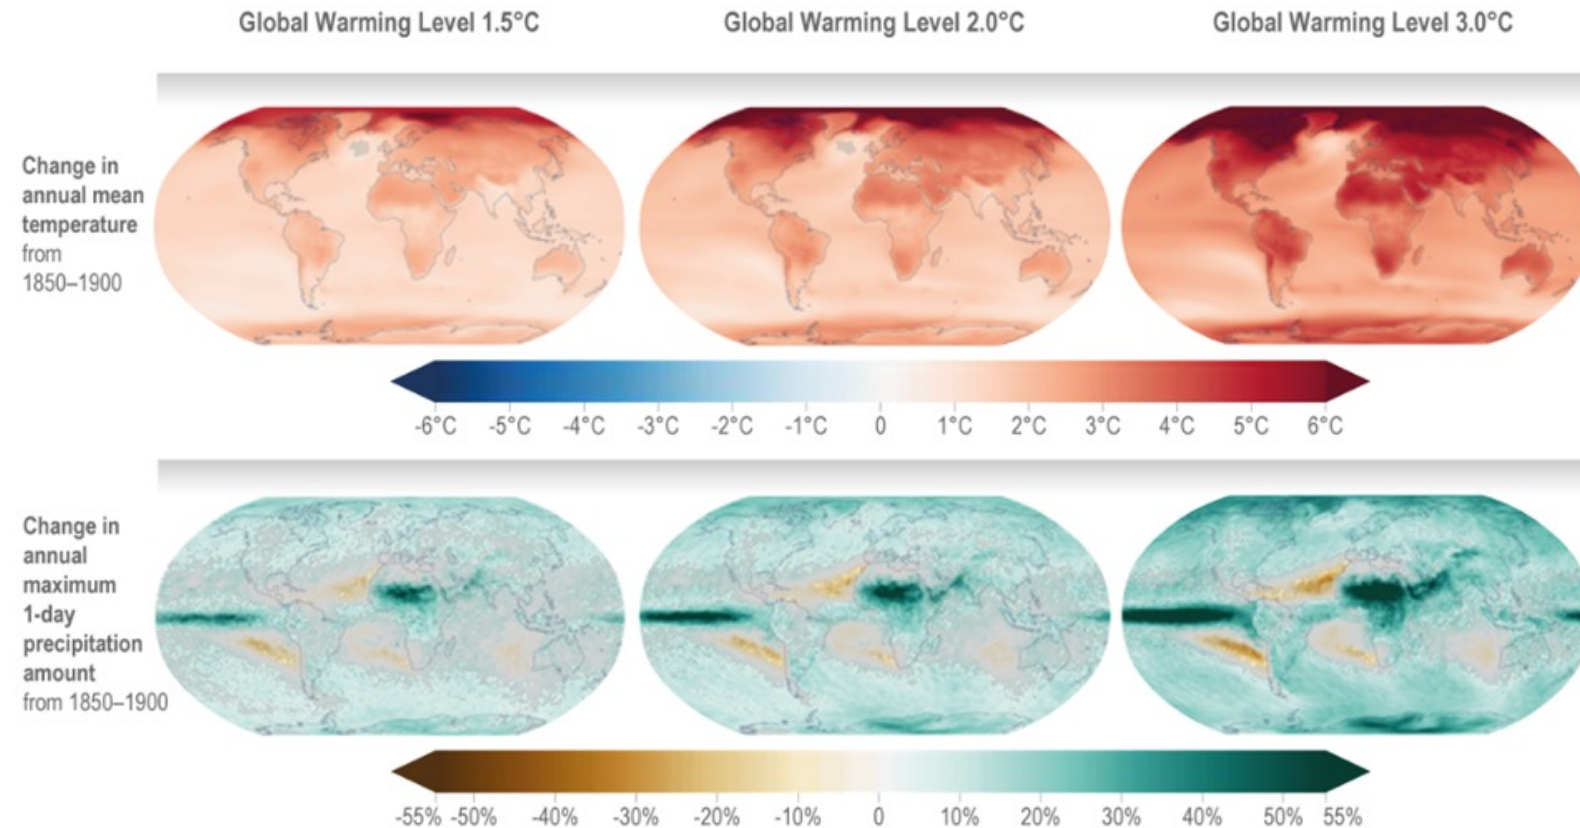 Global Warming Level 1.5°C
Global Warming Level 2.0°C
Global Warming Level 3.0°C
Change in
annual mean
temperature
from
1850–1900
-6°C -5°C -4°C -3°C -2°C -1°C 0 1°C 2°C 3°C 4°C 5°C 6°C
Change in
annual
maximum
1-day
precipitation
amount
from 1850–1900
-55% -50% -40% -30% -20% -10% 0 10% 20% 30% 40% 50% 55%